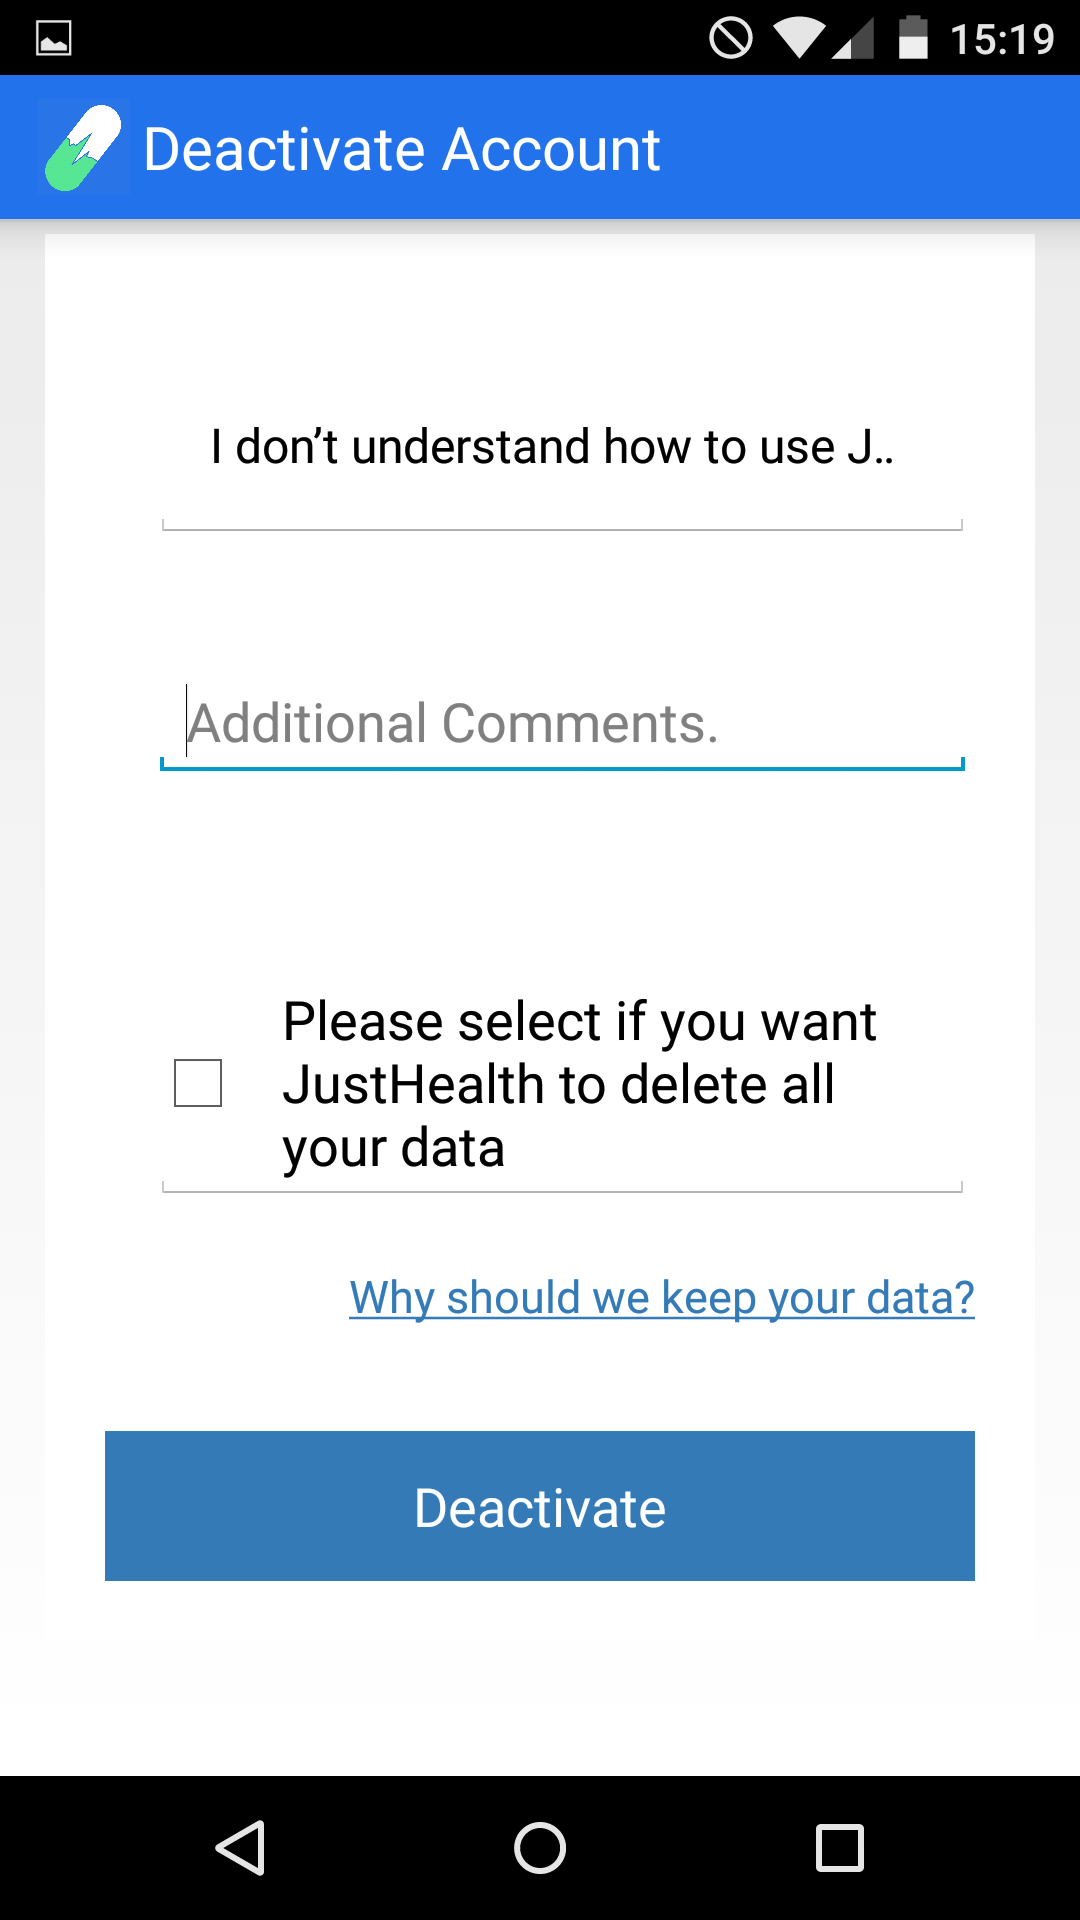 15:19
Deactivate Account
I don’t understand how to use J..
Additional Comments.
Please select if you want
JustHealth to delete all
your data
Why should we keep your data?
Deactivate